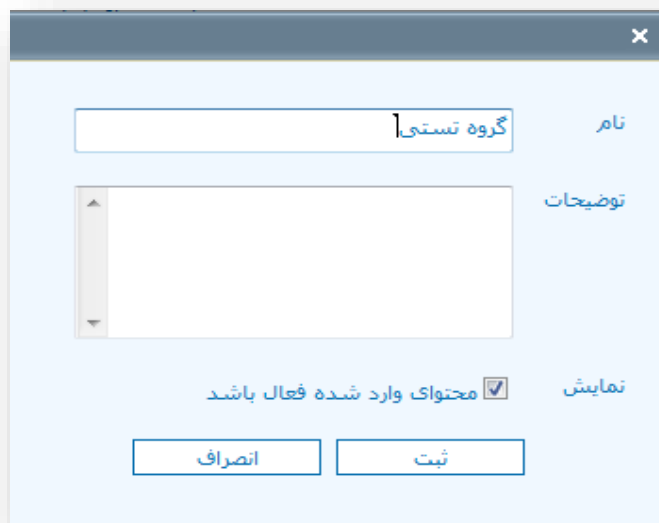 نام گروه تستی
توضیحات
نمایش محتوای وارد شده فعال باشد
ثبت انصراف